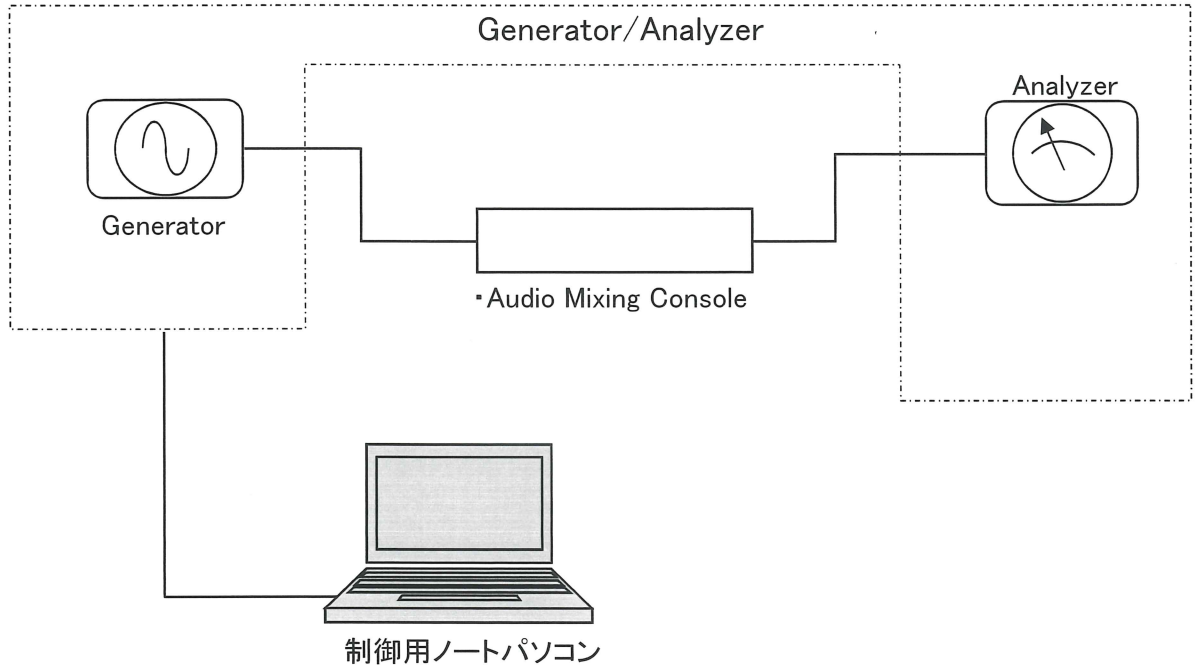 Generator/Analyzer
Analyzer
Generator
・Audio Mixing Console
制御用ノートパソコン